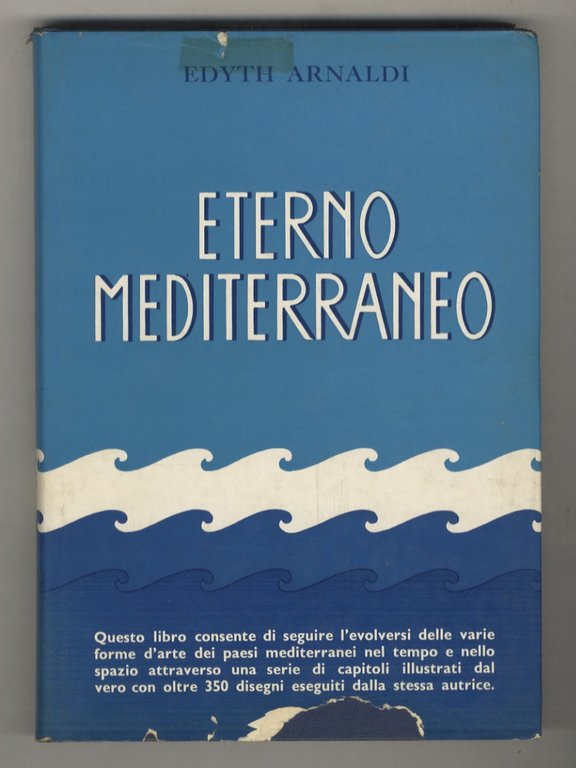 EDYTH ARNALDI
ETERNO
MEDITERRANEO
Questo libro consente di seguire l'evolversi delle varie
forme d'arte dei paesi mediterranei nel tempo e nello
spazio attraverso una serie di capitoli illustrati dal
vero con oltre 350 disegni eseguiti dalla stessa autrice.